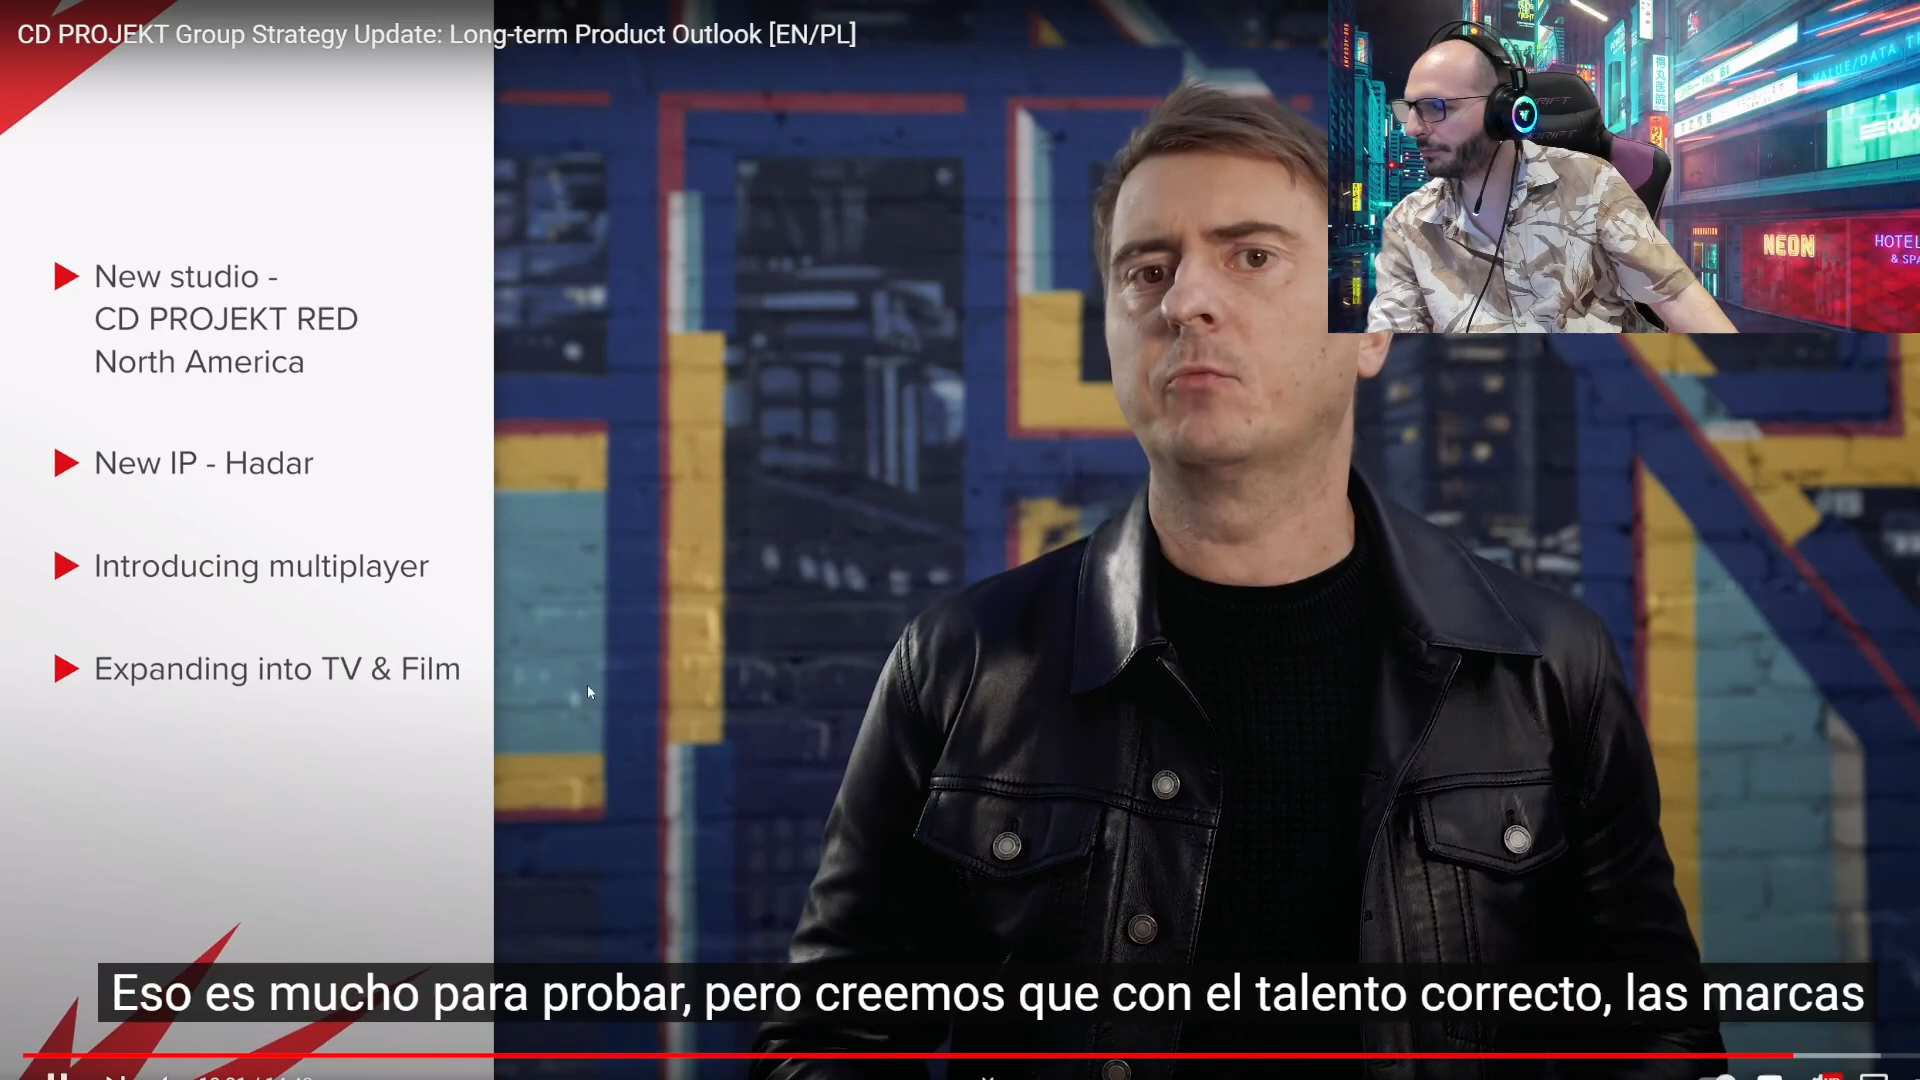 CD PROJEKT Group Strategy Update: Long-term Product Outlook [EN/PL]
New studio -
CD PROJEKT RED
North America
New IP - Hadar
Introducing multiplayer
Expanding into TV & Film
VALUE/DATA
NEON
HOTEL
& SPA
Eso es mucho para probar, pero creemos que con el talento correcto, las marcas